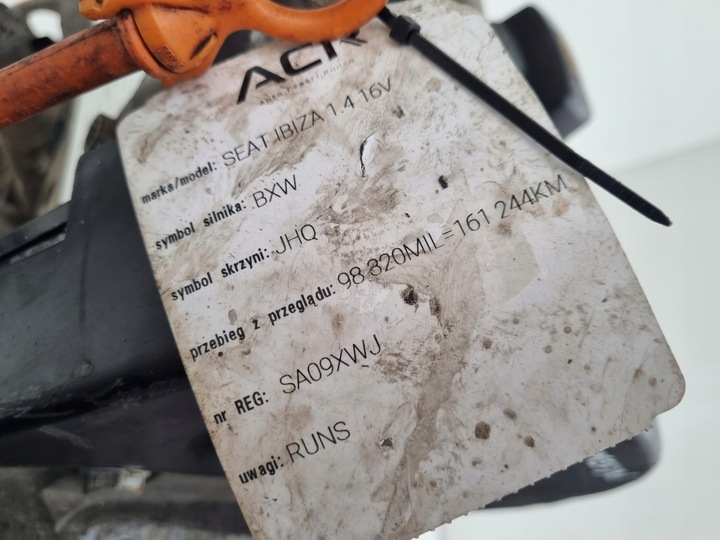 ACR
marka/model: SEAT IBIZA 1.4 16V
symbol silnika: BXW
symbol skrzyni: JHQ
przebieg z przeglądu: 98 320MIL=161 244KM
nr REG: SA09XWJ
uwagi: RUNS